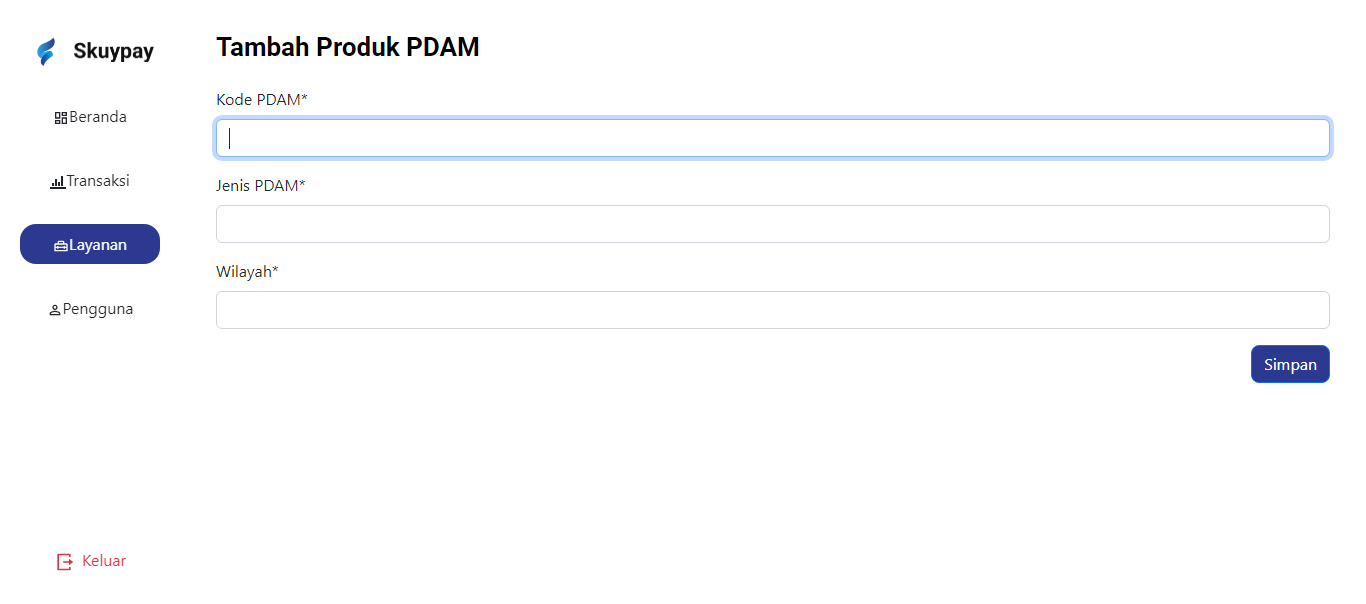 Skuypay
Beranda
Transaksi
Layanan
Pengguna
Keluar
Tambah Produk PDAM
Kode PDAM*
Jenis PDAM*
Wilayah*
Simpan